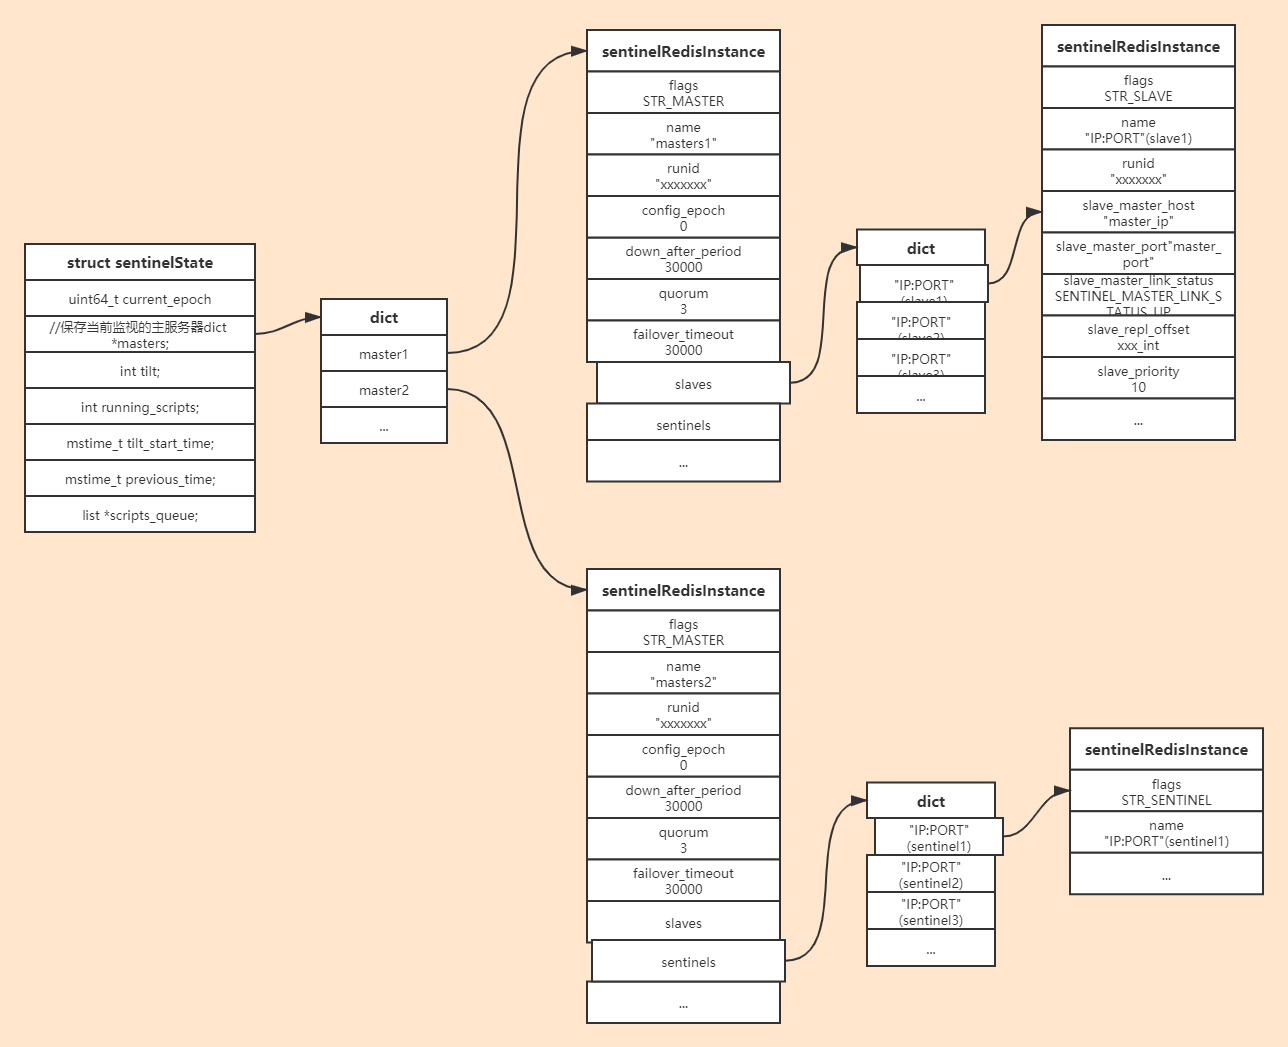 struct sentinelState
uint64_t current_epoch
//保存当前监视的主服务器dict
*masters;
int tilt;
int running_scripts;
mstime_t tilt_start_time;
mstime_t previous_time;
list *scripts_queue;
dict
master1
master2
...
sentinelRedisInstance
flags
STR_MASTER
name
"masters1"
runid
"xxxxxxx"
config_epoch
0
down_after_period
30000
quorum
3
failover_timeout
30000
slaves
sentinels
...
dict
"IP:PORT"
(slave1)
"IP:PORT"
(slave2)
"IP:PORT"
(slave3)
...
sentinelRedisInstance
flags
STR_SLAVE
name
"IP:PORT"(slave1)
runid
"xxxxxxx"
slave_master_host
"master_ip"
slave_master_port"master_
port"
slave_master_link_status
SENTINEL_MASTER_LINK_S
TATUS_UP
slave_repl_offset
xxx_int
slave_priority
10
...
sentinelRedisInstance
flags
STR_MASTER
name
"masters2"
runid
"xxxxxxx"
config_epoch
0
down_after_period
30000
quorum
3
failover_timeout
30000
slaves
sentinels
...
dict
"IP:PORT"
(sentinel1)
"IP:PORT"
(sentinel2)
"IP:PORT"
(sentinel3)
...
sentinelRedisInstance
flags
STR_SENTINEL
name
"IP:PORT"(sentinel1)
...